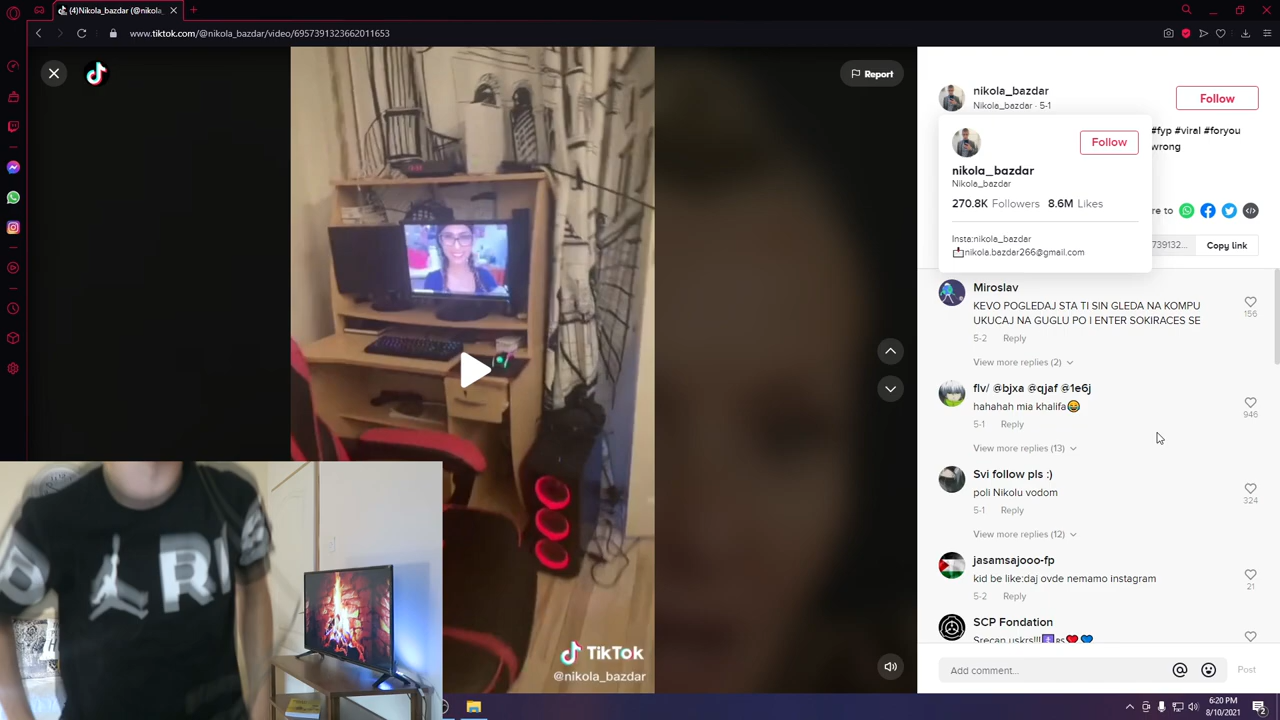 (4)Nikola_bazdar (@nikola_
www.tiktok.com/@nikola_bazdar/video/6957391323662011653
Report
nikola_bazdar
Nikola_bazdar · 5-1
Follow
#fyp #viral #foryou
wrong
Follow
nikola_bazdar
Nikola_bazdar
270.8K Followers 8.6M Likes
Insta:nikola_bazdar
📩nikola.bazdar266@gmail.com
re to
739132...
Copy link
Miroslav
KEVO POGLEDAJ STA TI SIN GLEDA NA KOMPU
UKUCAJ NA GUGLU PO I ENTER SOKIRACES SE
156
5-2 Reply
View more replies (2)
flv/ @bjxa @qjaf @1e6j
hahahah mia khalifa😂
946
5-1 Reply
View more replies (13)
Svi follow pls :)
poli Nikolu vodom
324
5-1 Reply
View more replies (12)
jasamsajooo-fp
kid be like:daj ovde nemamo instagram
21
5-2 Reply
SCP Fondation
Srecan uskrs!!!
Add comment...
Post
TikTok
@nikola_bazdar
6:20 PM
8/10/2021
2